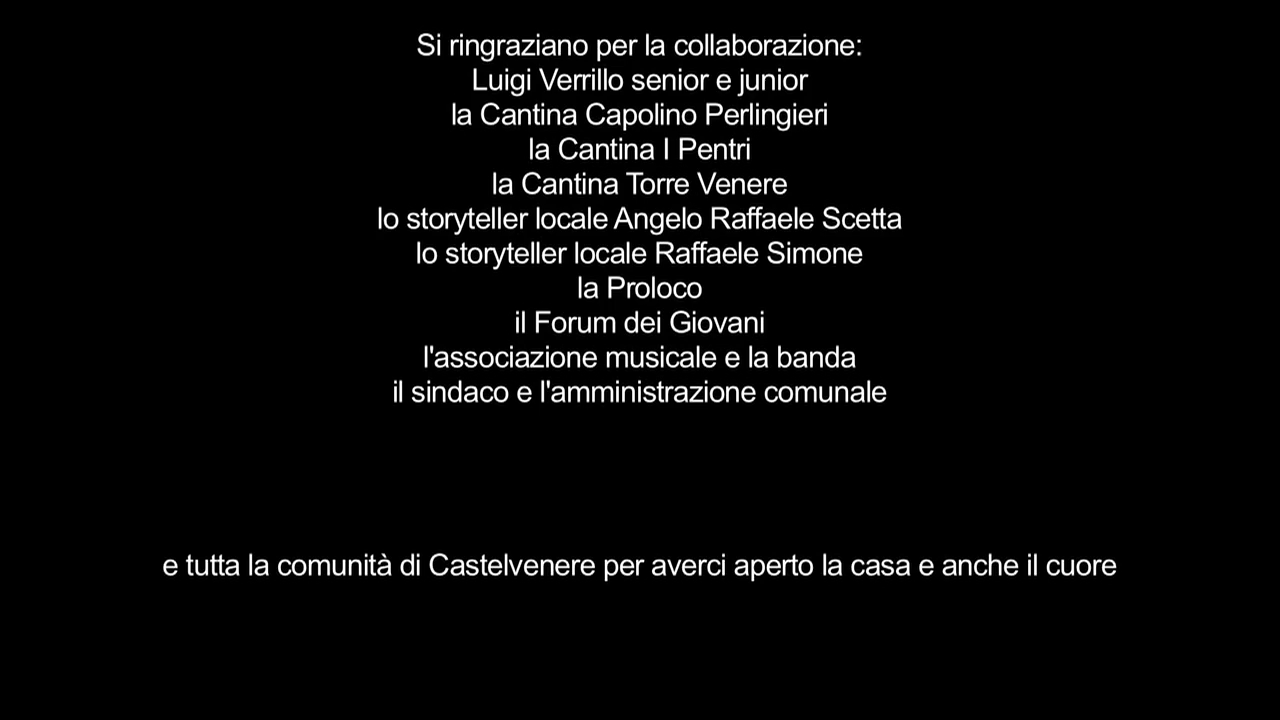 Si ringraziano per la collaborazione:
Luigi Verrillo senior e junior
la Cantina Capolino Perlingieri
la Cantina I Pentri
la Cantina Torre Venere
lo storyteller locale Angelo Raffaele Scetta
lo storyteller locale Raffaele Simone
la Proloco
il Forum dei Giovani
l'associazione musicale e la banda
il sindaco e l'amministrazione comunale
e tutta la comunità di Castelvenere per averci aperto la casa e anche il cuore